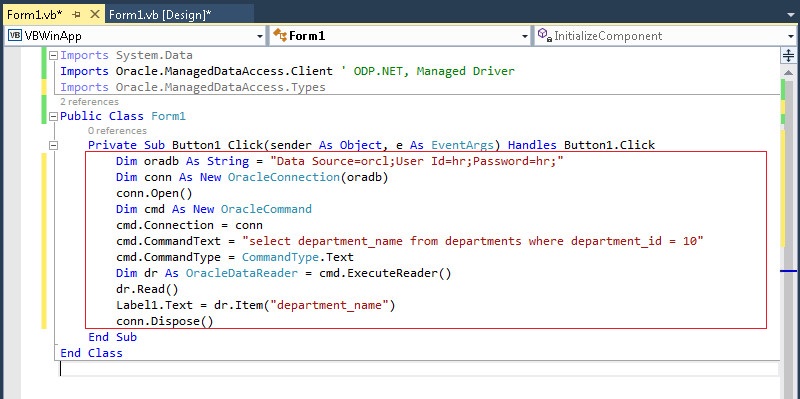 Form1.vb* Form1.vb [Design]*
VB VBWinApp Form1 InitializeComponent
Imports System.Data
Imports Oracle.ManagedDataAccess.Client ' ODP.NET, Managed Driver
Imports Oracle.ManagedDataAccess.Types
2 references
Public Class Form1
0 references
Private Sub Button1_Click(sender As Object, e As EventArgs) Handles Button1.Click
Dim oradb As String = "Data Source=orcl;User Id=hr;Password=hr;"
Dim conn As New OracleConnection(oradb)
conn.Open()
Dim cmd As New OracleCommand
cmd.Connection = conn
cmd.CommandText = "select department_name from departments where department_id = 10"
cmd.CommandType = CommandType.Text
Dim dr As OracleDataReader = cmd.ExecuteReader()
dr.Read()
Label1.Text = dr.Item("department_name")
conn.Dispose()
End Sub
End Class